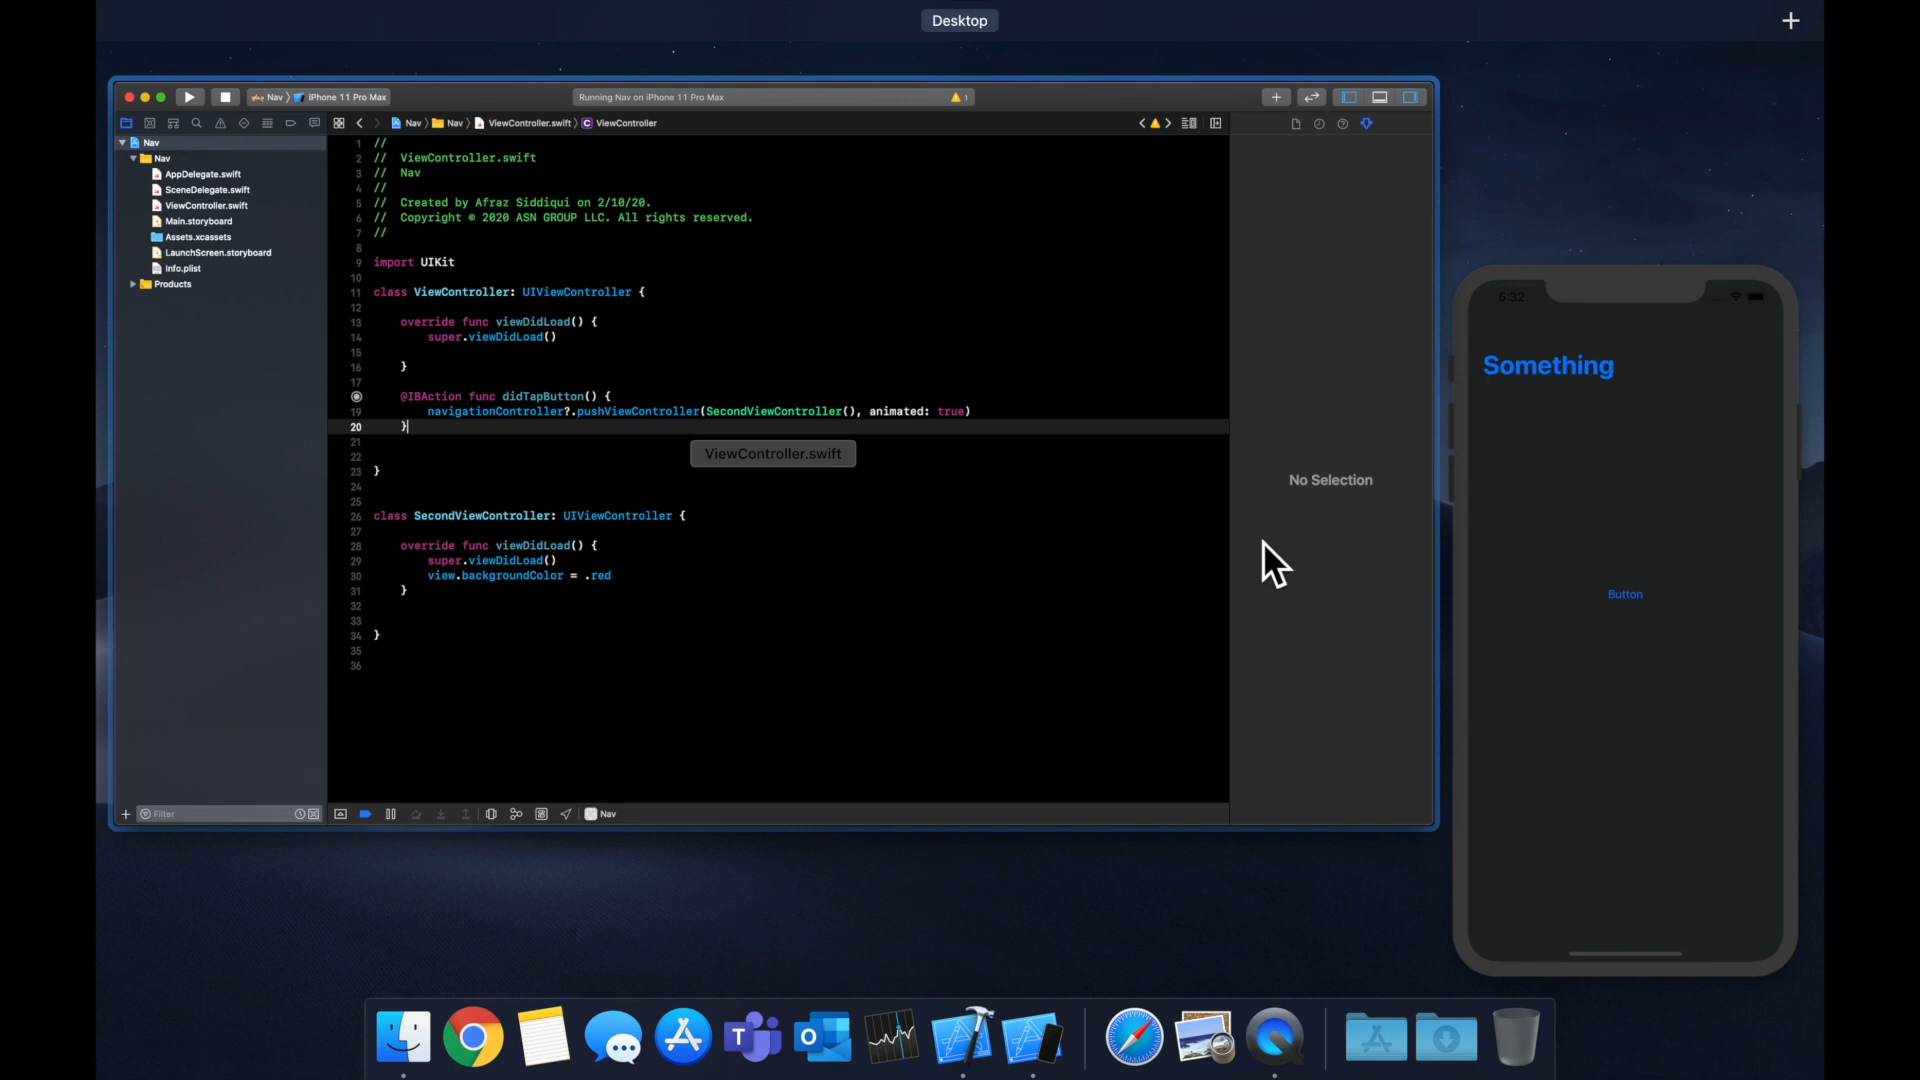 Desktop
Nav iPhone 11 Pro Max
Running Nav on iPhone 11 Pro Max
1
Nav Nav ViewController.swift C ViewController
Nav
Nav
AppDelegate.swift
SceneDelegate.swift
ViewController.swift
Main.storyboard
Assets.xcassets
LaunchScreen.storyboard
Info.plist
Products
1 //
2 // ViewController.swift
3 // Nav
4 //
5 // Created by Afraz Siddiqui on 2/10/20.
6 // Copyright © 2020 ASN GROUP LLC. All rights reserved.
7 //
8
9 import UIKit
10
11 class ViewController: UIViewController {
12
13 override func viewDidLoad() {
14 super.viewDidLoad()
15
16 }
17
@IBAction func didTapButton() {
19 navigationController?.pushViewController(SecondViewController(), animated: true)
20 }
21
22
23 }
24
25
26 class SecondViewController: UIViewController {
27
28 override func viewDidLoad() {
29 super.viewDidLoad()
30 view.backgroundColor = .red
31 }
32
33
34 }
35
36
ViewController.swift
No Selection
Filter
Nav
5:32
Something
Button
T
O